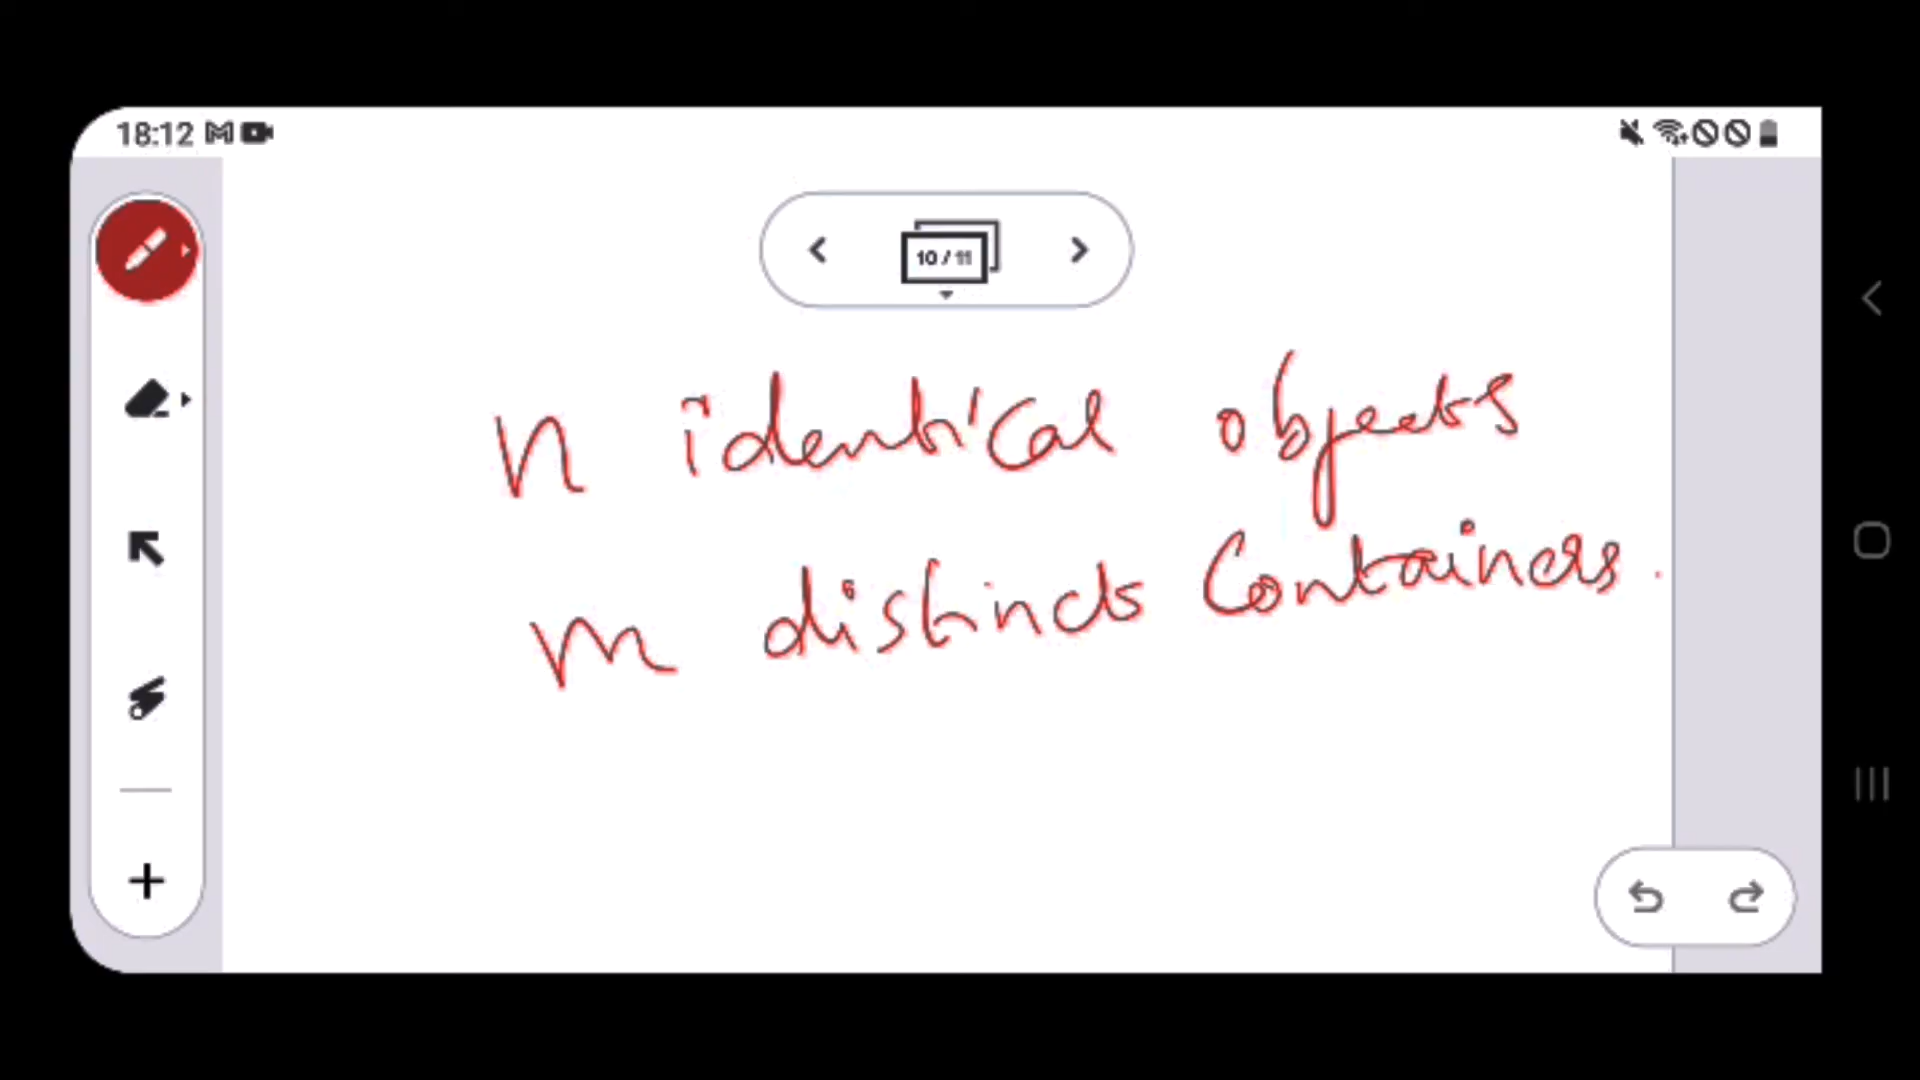 18:12
10 / 11
n identical objects
m distincts Containers.